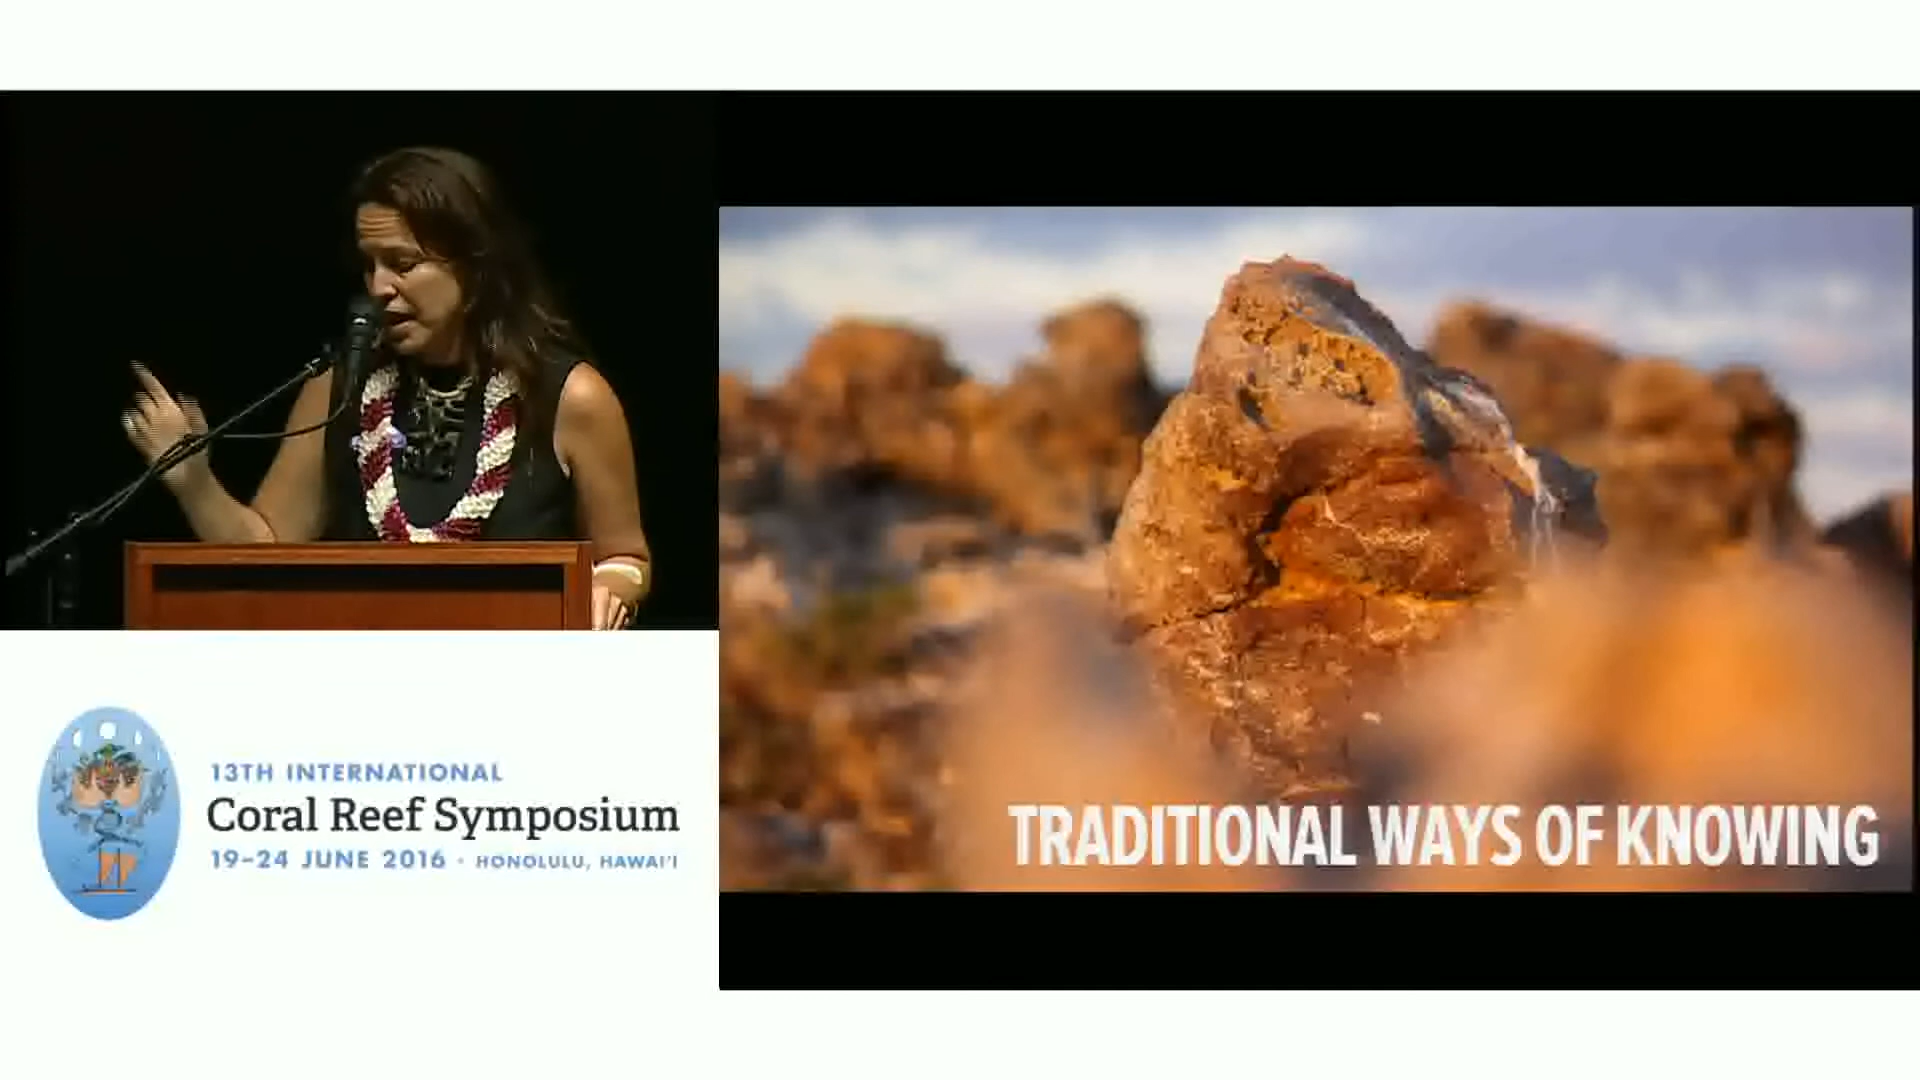 TRADITIONAL WAYS OF KNOWING
13TH INTERNATIONAL
Coral Reef Symposium
19–24 JUNE 2016 • HONOLULU, HAWAI'I